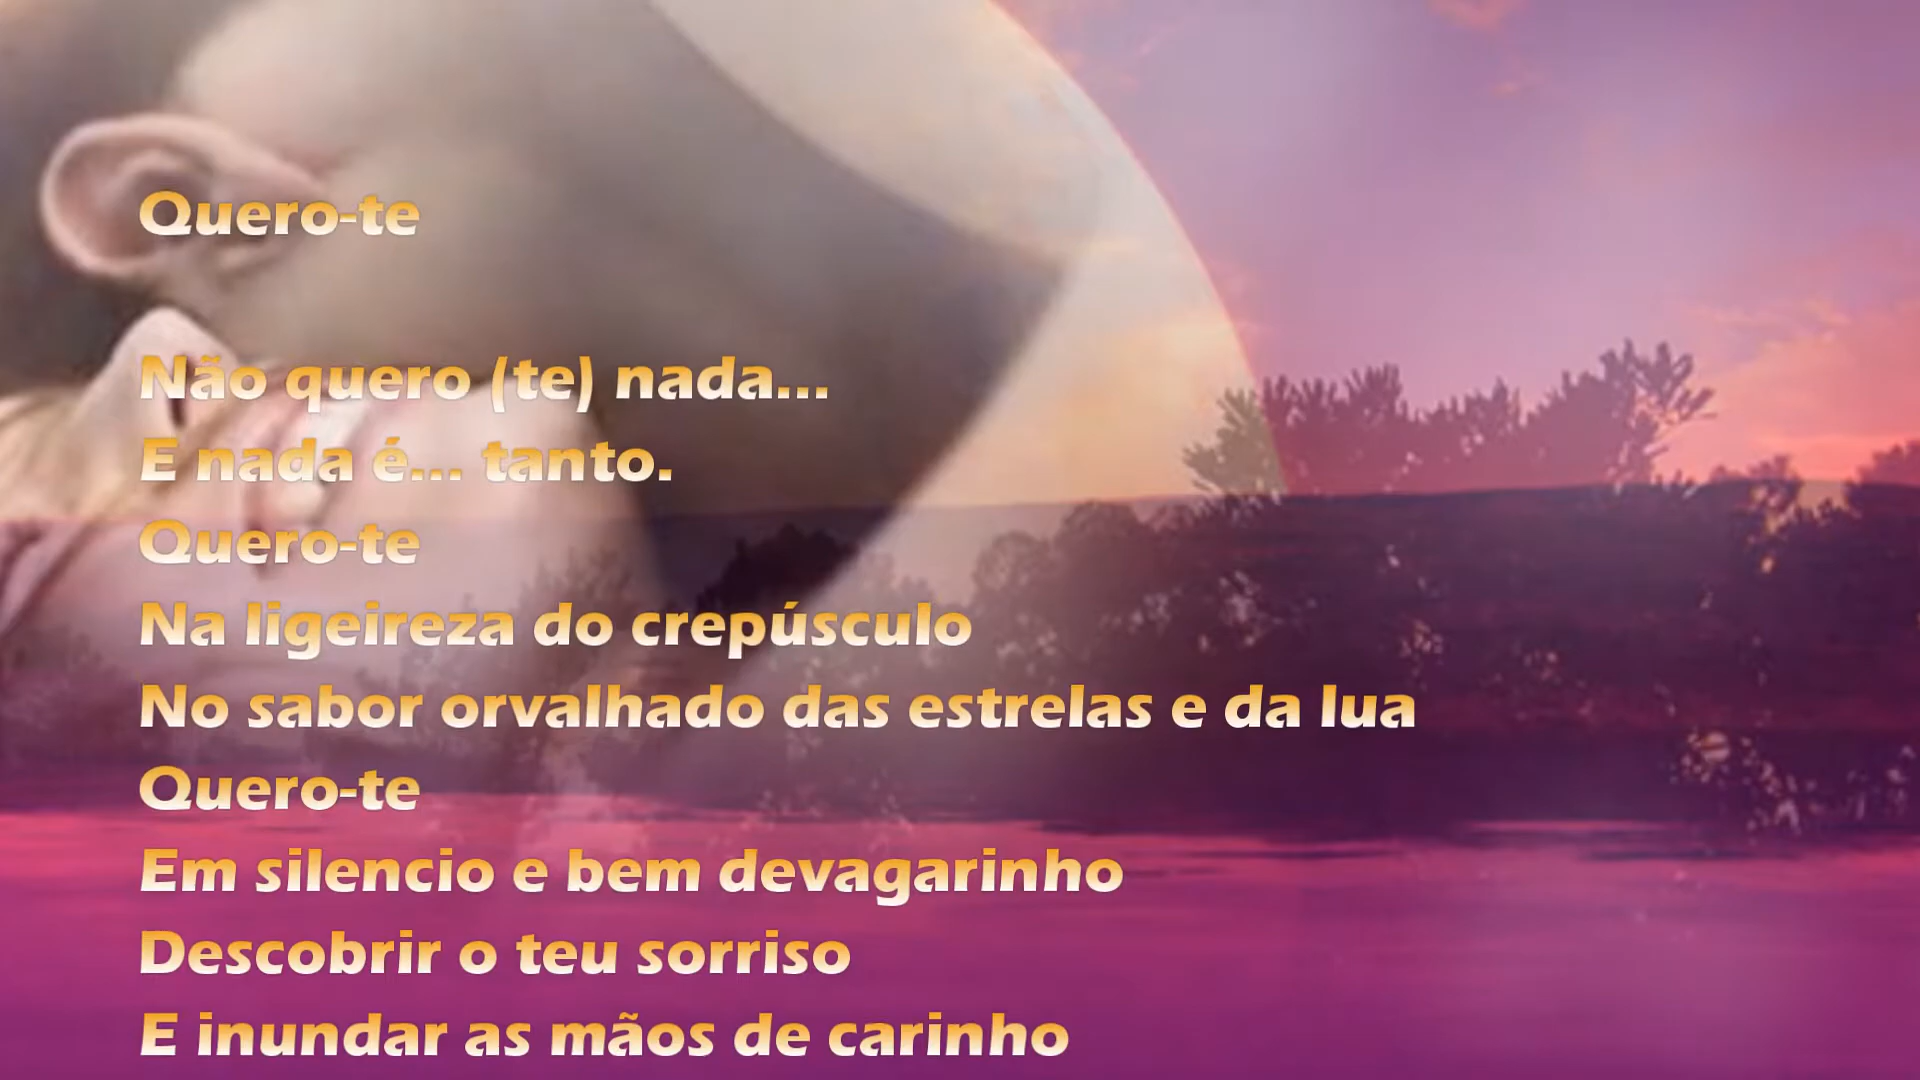 Quero-te
Não quero (te) nada...
E nada é... tanto.
Quero-te
Na ligeireza do crepúsculo
No sabor orvalhado das estrelas e da lua
Quero-te
Em silencio e bem devagarinho
Descobrir o teu sorriso
E inundar as mãos de carinho